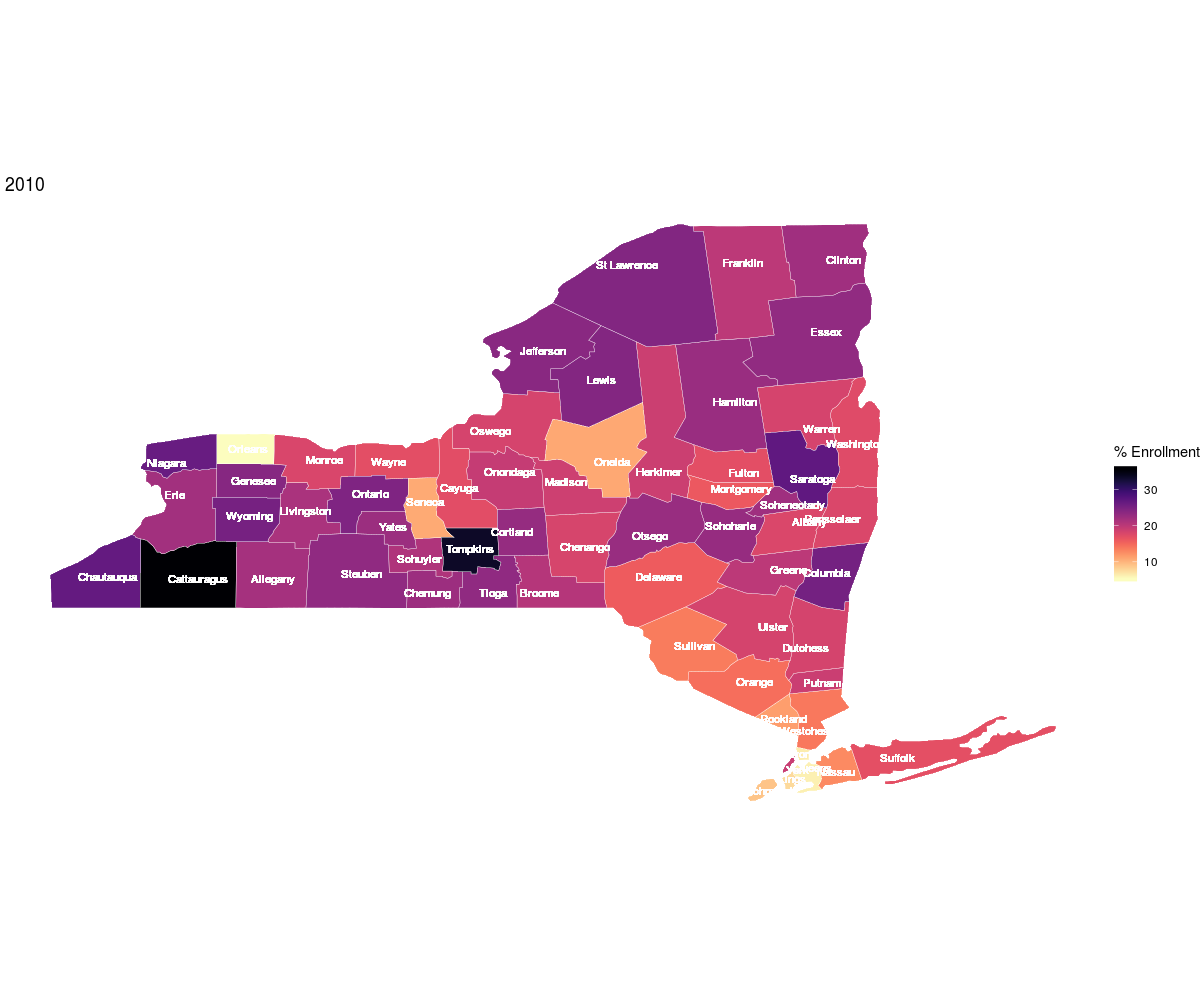 2010
St Lawrence
Franklin
Clinton
Essex
Jefferson
Lewis
Hamilton
Warren
Washington
Oswego
Oneida
Herkimer
Fulton
Saratoga
Montgomery
Niagara
Orleans
Monroe
Wayne
Onondaga
Madison
Genesee
Erie
Ontario
Seneca
Cayuga
Wyoming
Livingston
Yates
Cortland
Schenectady
Schoharie
Albany
Rensselaer
Otsego
Chenango
Tompkins
Schuyler
Chautauqua
Cattaraugus
Allegany
Steuben
Chemung
Tioga
Broome
Delaware
Greene
Columbia
Ulster
Sullivan
Dutchess
Orange
Putnam
Rockland
Westches
Suffolk
Nassau
Kings
% Enrollment
30
20
10